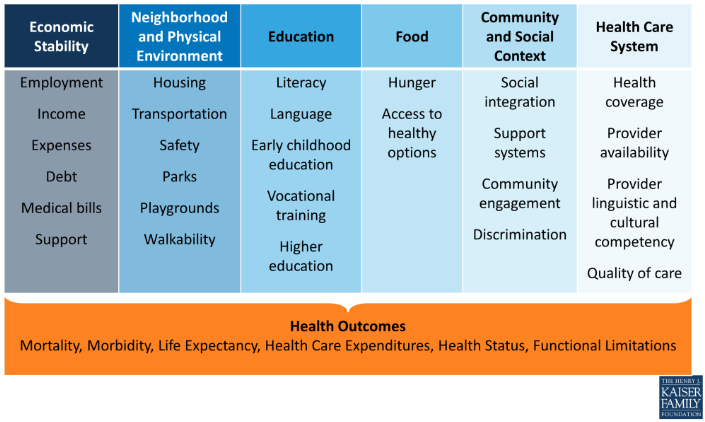 Economic
Stability
Neighborhood
and Physical
Environment
Education
Food
Community
and Social
Context
Health Care
System
Employment
Income
Expenses
Debt
Medical bills
Support
Housing
Transportation
Safety
Parks
Playgrounds
Walkability
Literacy
Language
Early childhood
education
Vocational
training
Higher
education
Hunger
Access to
healthy
options
Social
integration
Support
systems
Community
engagement
Discrimination
Health
coverage
Provider
availability
Provider
linguistic and
cultural
competency
Quality of care
Health Outcomes
Mortality, Morbidity, Life Expectancy, Health Care Expenditures, Health Status, Functional Limitations
THE HENRY J.
KAISER
FAMILY
FOUNDATION